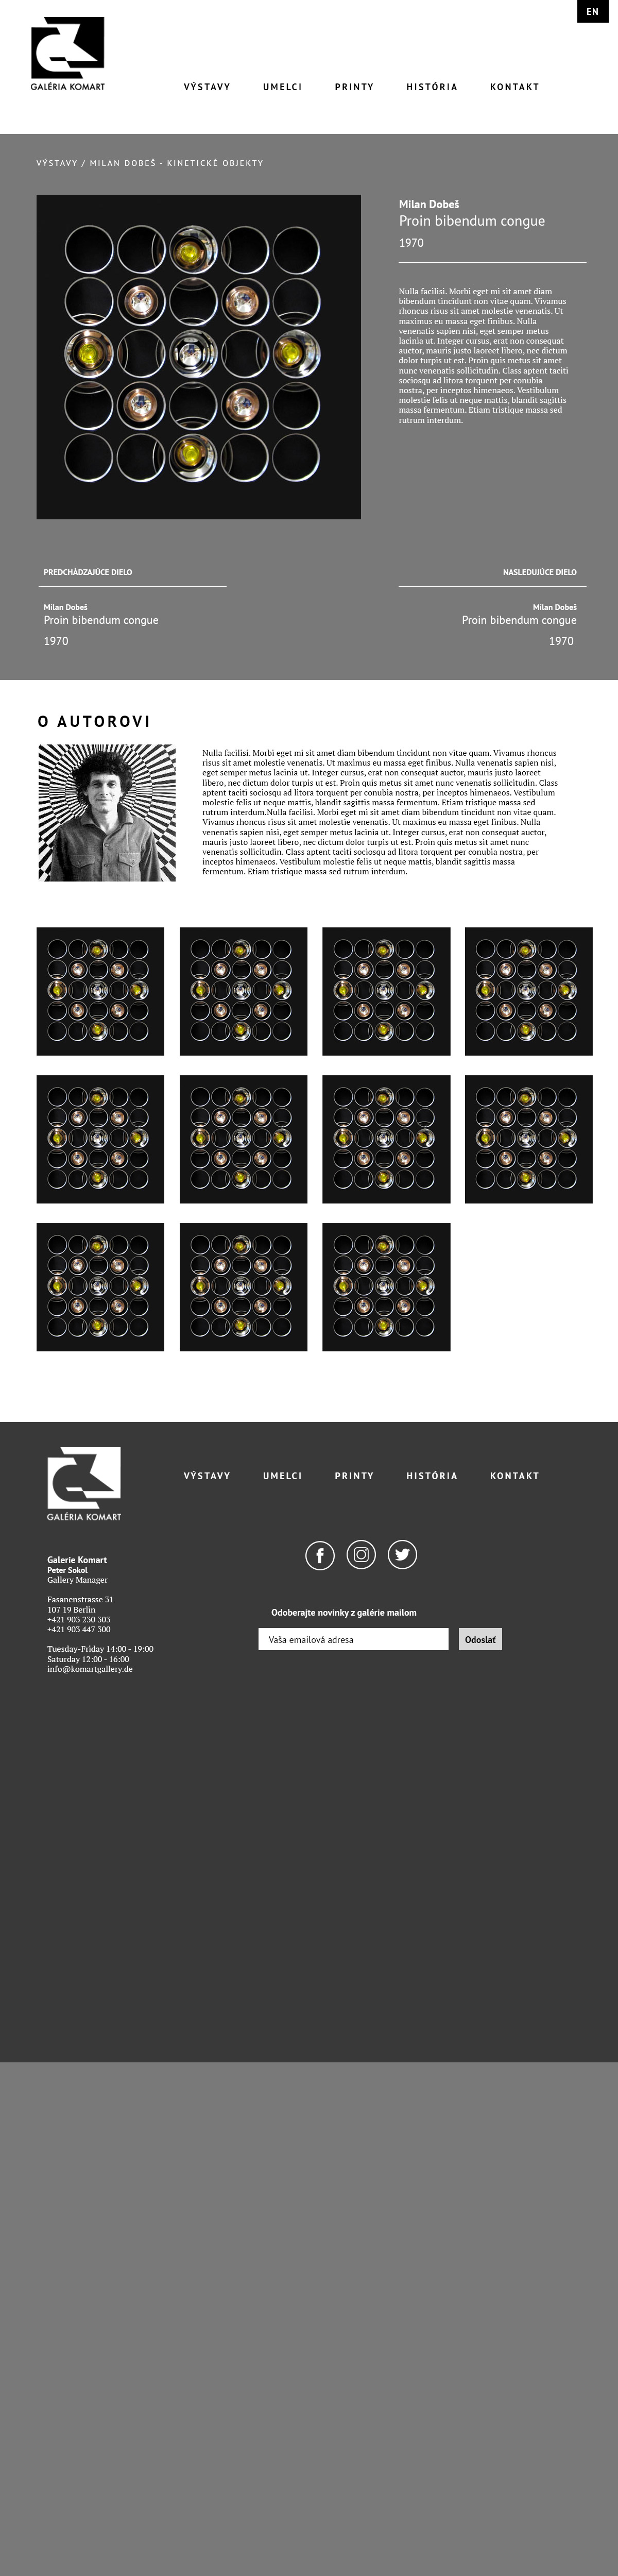 EN
GALÉRIA KOMART
VÝSTAVY UMELCI PRINTY HISTÓRIA KONTAKT
VÝSTAVY / MILAN DOBEŠ - KINETICKÉ OBJEKTY
Milan Dobeš
Proin bibendum congue
1970
Nulla facilisi. Morbi eget mi sit amet diam
bibendum tincidunt non vitae quam. Vivamus
rhoncus risus sit amet molestie venenatis. Ut
maximus eu massa eget finibus. Nulla
venenatis sapien nisi, eget semper metus
lacinia ut. Integer cursus, erat non consequat
auctor, mauris justo laoreet libero, nec dictum
dolor turpis ut est. Proin quis metus sit amet
nunc venenatis sollicitudin. Class aptent taciti
sociosqu ad litora torquent per conubia
nostra, per inceptos himenaeos. Vestibulum
molestie felis ut neque mattis, blandit sagittis
massa fermentum. Etiam tristique massa sed
rutrum interdum.
PREDCHÁDZAJÚCE DIELO
Milan Dobeš
Proin bibendum congue
1970
NASLEDUJÚCE DIELO
Milan Dobeš
Proin bibendum congue
1970
O AUTOROVI
Nulla facilisi. Morbi eget mi sit amet diam bibendum tincidunt non vitae quam. Vivamus rhoncus
risus sit amet molestie venenatis. Ut maximus eu massa eget finibus. Nulla venenatis sapien nisi,
eget semper metus lacinia ut. Integer cursus, erat non consequat auctor, mauris justo laoreet
libero, nec dictum dolor turpis ut est. Proin quis metus sit amet nunc venenatis sollicitudin. Class
aptent taciti sociosqu ad litora torquent per conubia nostra, per inceptos himenaeos. Vestibulum
molestie felis ut neque mattis, blandit sagittis massa fermentum. Etiam tristique massa sed
rutrum interdum.Nulla facilisi. Morbi eget mi sit amet diam bibendum tincidunt non vitae quam.
Vivamus rhoncus risus sit amet molestie venenatis. Ut maximus eu massa eget finibus. Nulla
venenatis sapien nisi, eget semper metus lacinia ut. Integer cursus, erat non consequat auctor,
mauris justo laoreet libero, nec dictum dolor turpis ut est. Proin quis metus sit amet nunc
venenatis sollicitudin. Class aptent taciti sociosqu ad litora torquent per conubia nostra, per
inceptos himenaeos. Vestibulum molestie felis ut neque mattis, blandit sagittis massa
fermentum. Etiam tristique massa sed rutrum interdum.
GALÉRIA KOMART
VÝSTAVY UMELCI PRINTY HISTÓRIA KONTAKT
Galerie Komart
Peter Sokol
Gallery Manager
Fasanenstrasse 31
107 19 Berlin
+421 903 230 303
+421 903 447 300
Tuesday-Friday 14:00 - 19:00
Saturday 12:00 - 16:00
info@komartgallery.de
Odoberajte novinky z galérie mailom
Vaša emailová adresa
Odoslať